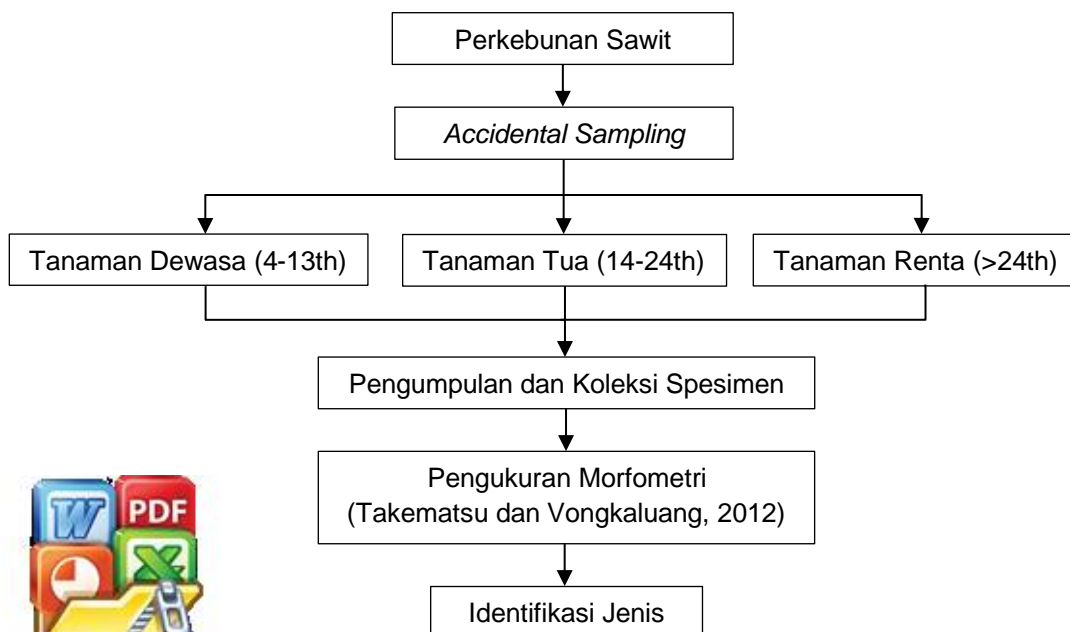 Perkebunan Sawit
Accidental Sampling
Tanaman Dewasa (4-13th)
Tanaman Tua (14-24th)
Tanaman Renta (>24th)
Pengumpulan dan Koleksi Spesimen
Pengukuran Morfometri
(Takematsu dan Vongkaluang, 2012)
W
PDF
X
Identifikasi Jenis